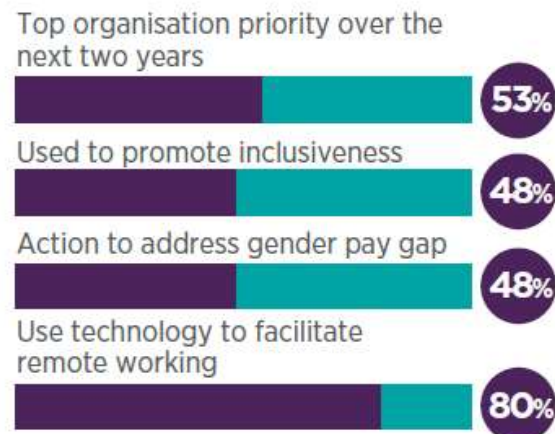 Top organisation priority over the
next two years
53%
Used to promote inclusiveness
48%
Action to address gender pay gap
48%
Use technology to facilitate
remote working
80%